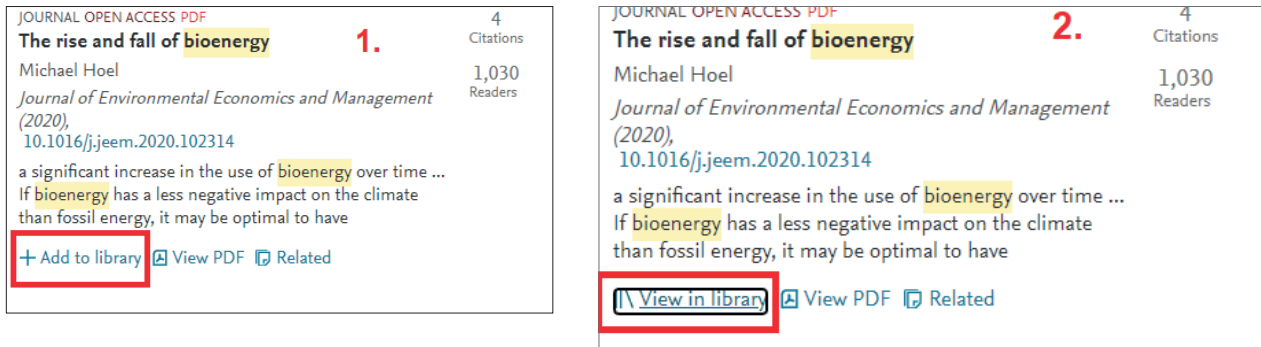 JOURNAL OPEN ACCESS PDF
The rise and fall of bioenergy
1.
4
Citations
Michael Hoel
1,030
Readers
Journal of Environmental Economics and Management
(2020),
10.1016/j.jeem.2020.102314
a significant increase in the use of bioenergy over time ...
If bioenergy has a less negative impact on the climate
than fossil energy, it may be optimal to have
+ Add to library View PDF Related
JOURNAL OPEN ACCESS PDF
The rise and fall of bioenergy
2.
4
Citations
Michael Hoel
1,030
Readers
Journal of Environmental Economics and Management
(2020),
10.1016/j.jeem.2020.102314
a significant increase in the use of bioenergy over time ...
If bioenergy has a less negative impact on the climate
than fossil energy, it may be optimal to have
View in library View PDF Related